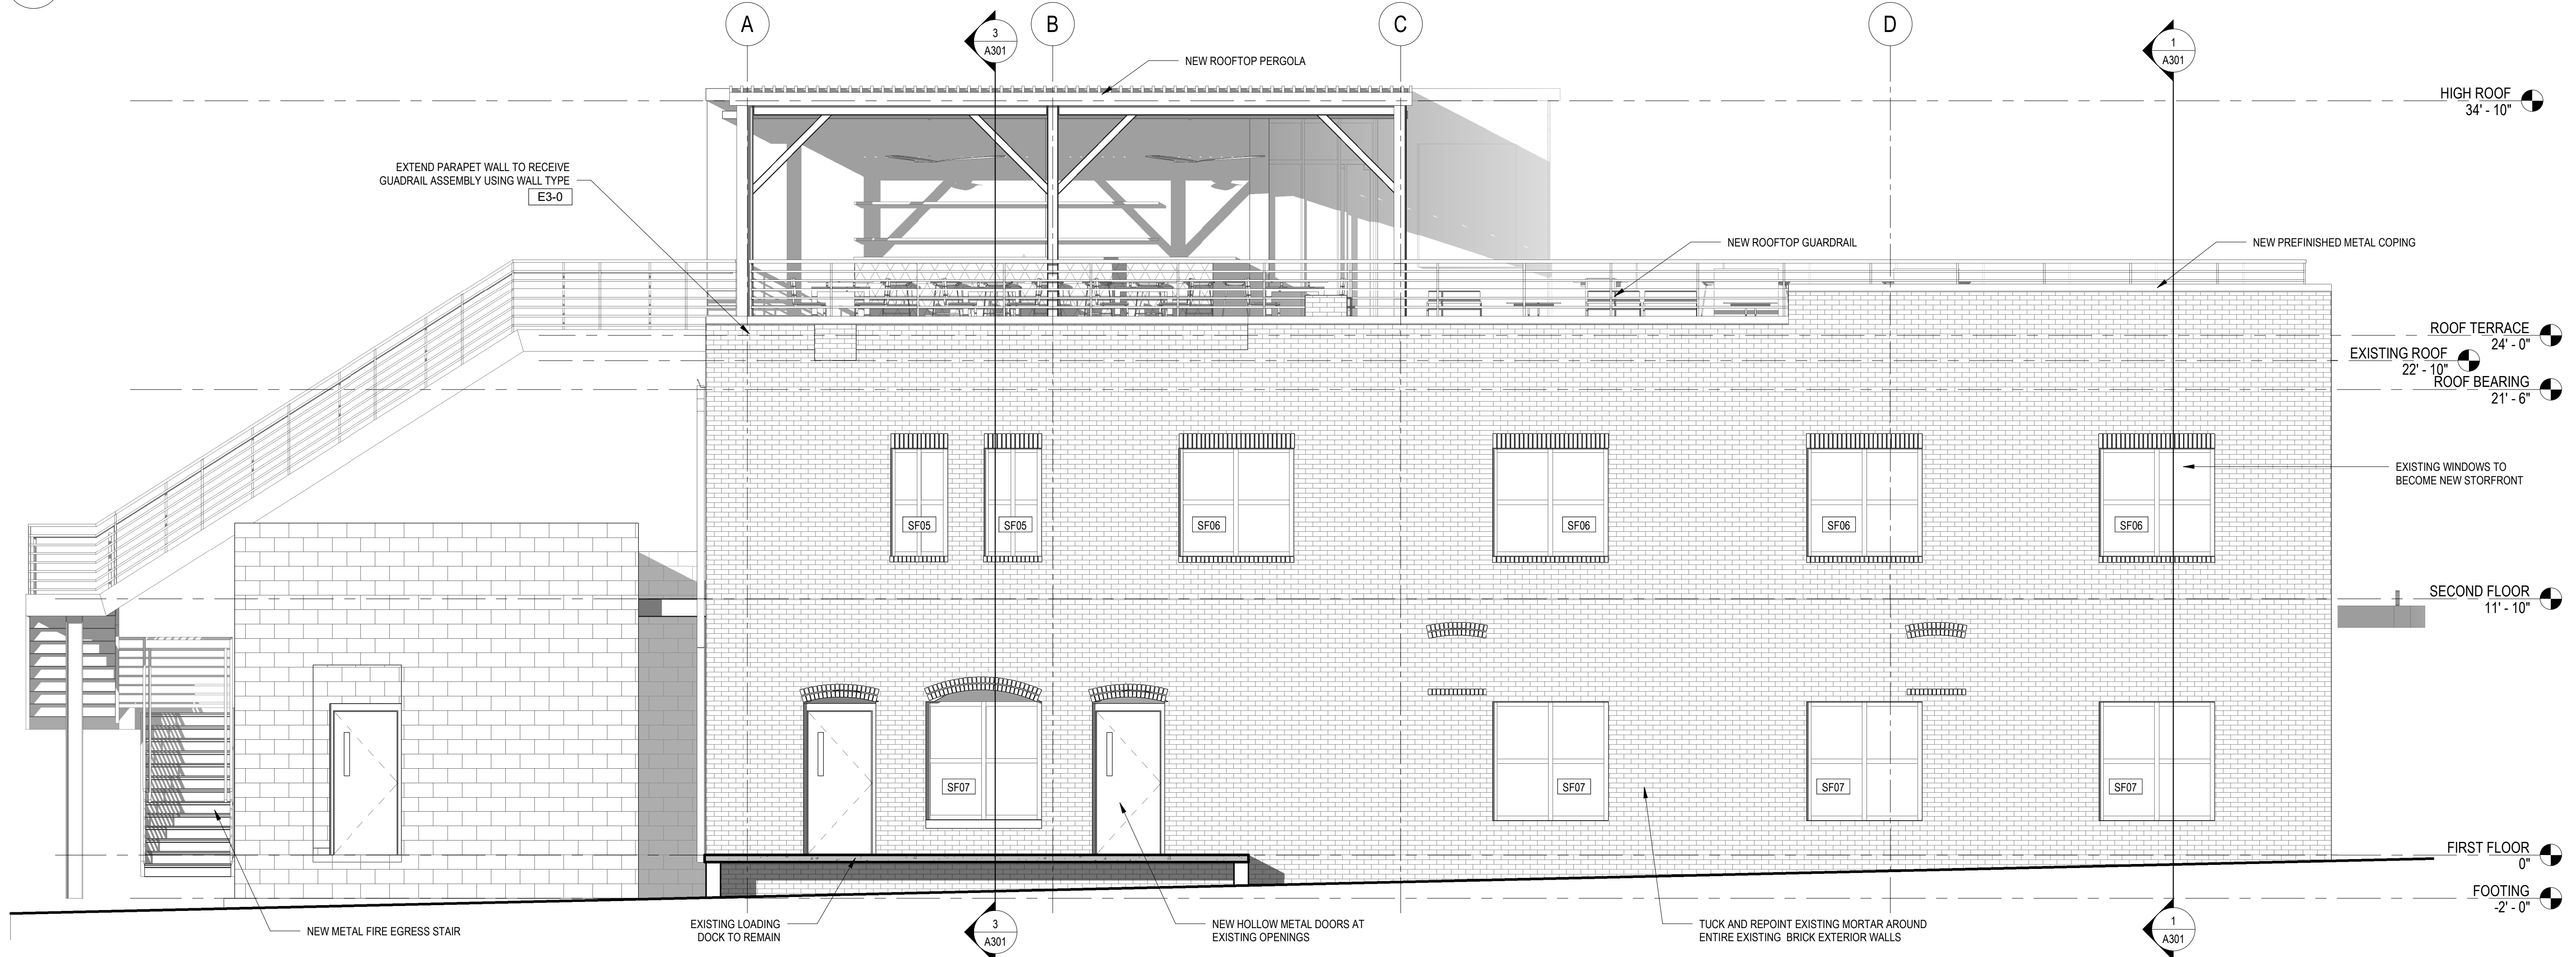 A
3
A301
B
C
D
1
A301
NEW ROOFTOP PERGOLA
HIGH ROOF
34' - 10"
EXTEND PARAPET WALL TO RECEIVE
GUADRAIL ASSEMBLY USING WALL TYPE
E3-0
NEW ROOFTOP GUARDRAIL
NEW PREFINISHED METAL COPING
ROOF TERRACE
24' - 0"
EXISTING ROOF
22' - 10"
ROOF BEARING
21' - 6"
EXISTING WINDOWS TO
BECOME NEW STORFRONT
SF05
SF05
SF06
SF06
SF06
SF06
SECOND FLOOR
11' - 10"
SF07
SF07
SF07
SF07
FIRST FLOOR
0"
FOOTING
-2' - 0"
NEW METAL FIRE EGRESS STAIR
EXISTING LOADING
DOCK TO REMAIN
3
A301
NEW HOLLOW METAL DOORS AT
EXISTING OPENINGS
TUCK AND REPOINT EXISTING MORTAR AROUND
ENTIRE EXISTING BRICK EXTERIOR WALLS
1
A301